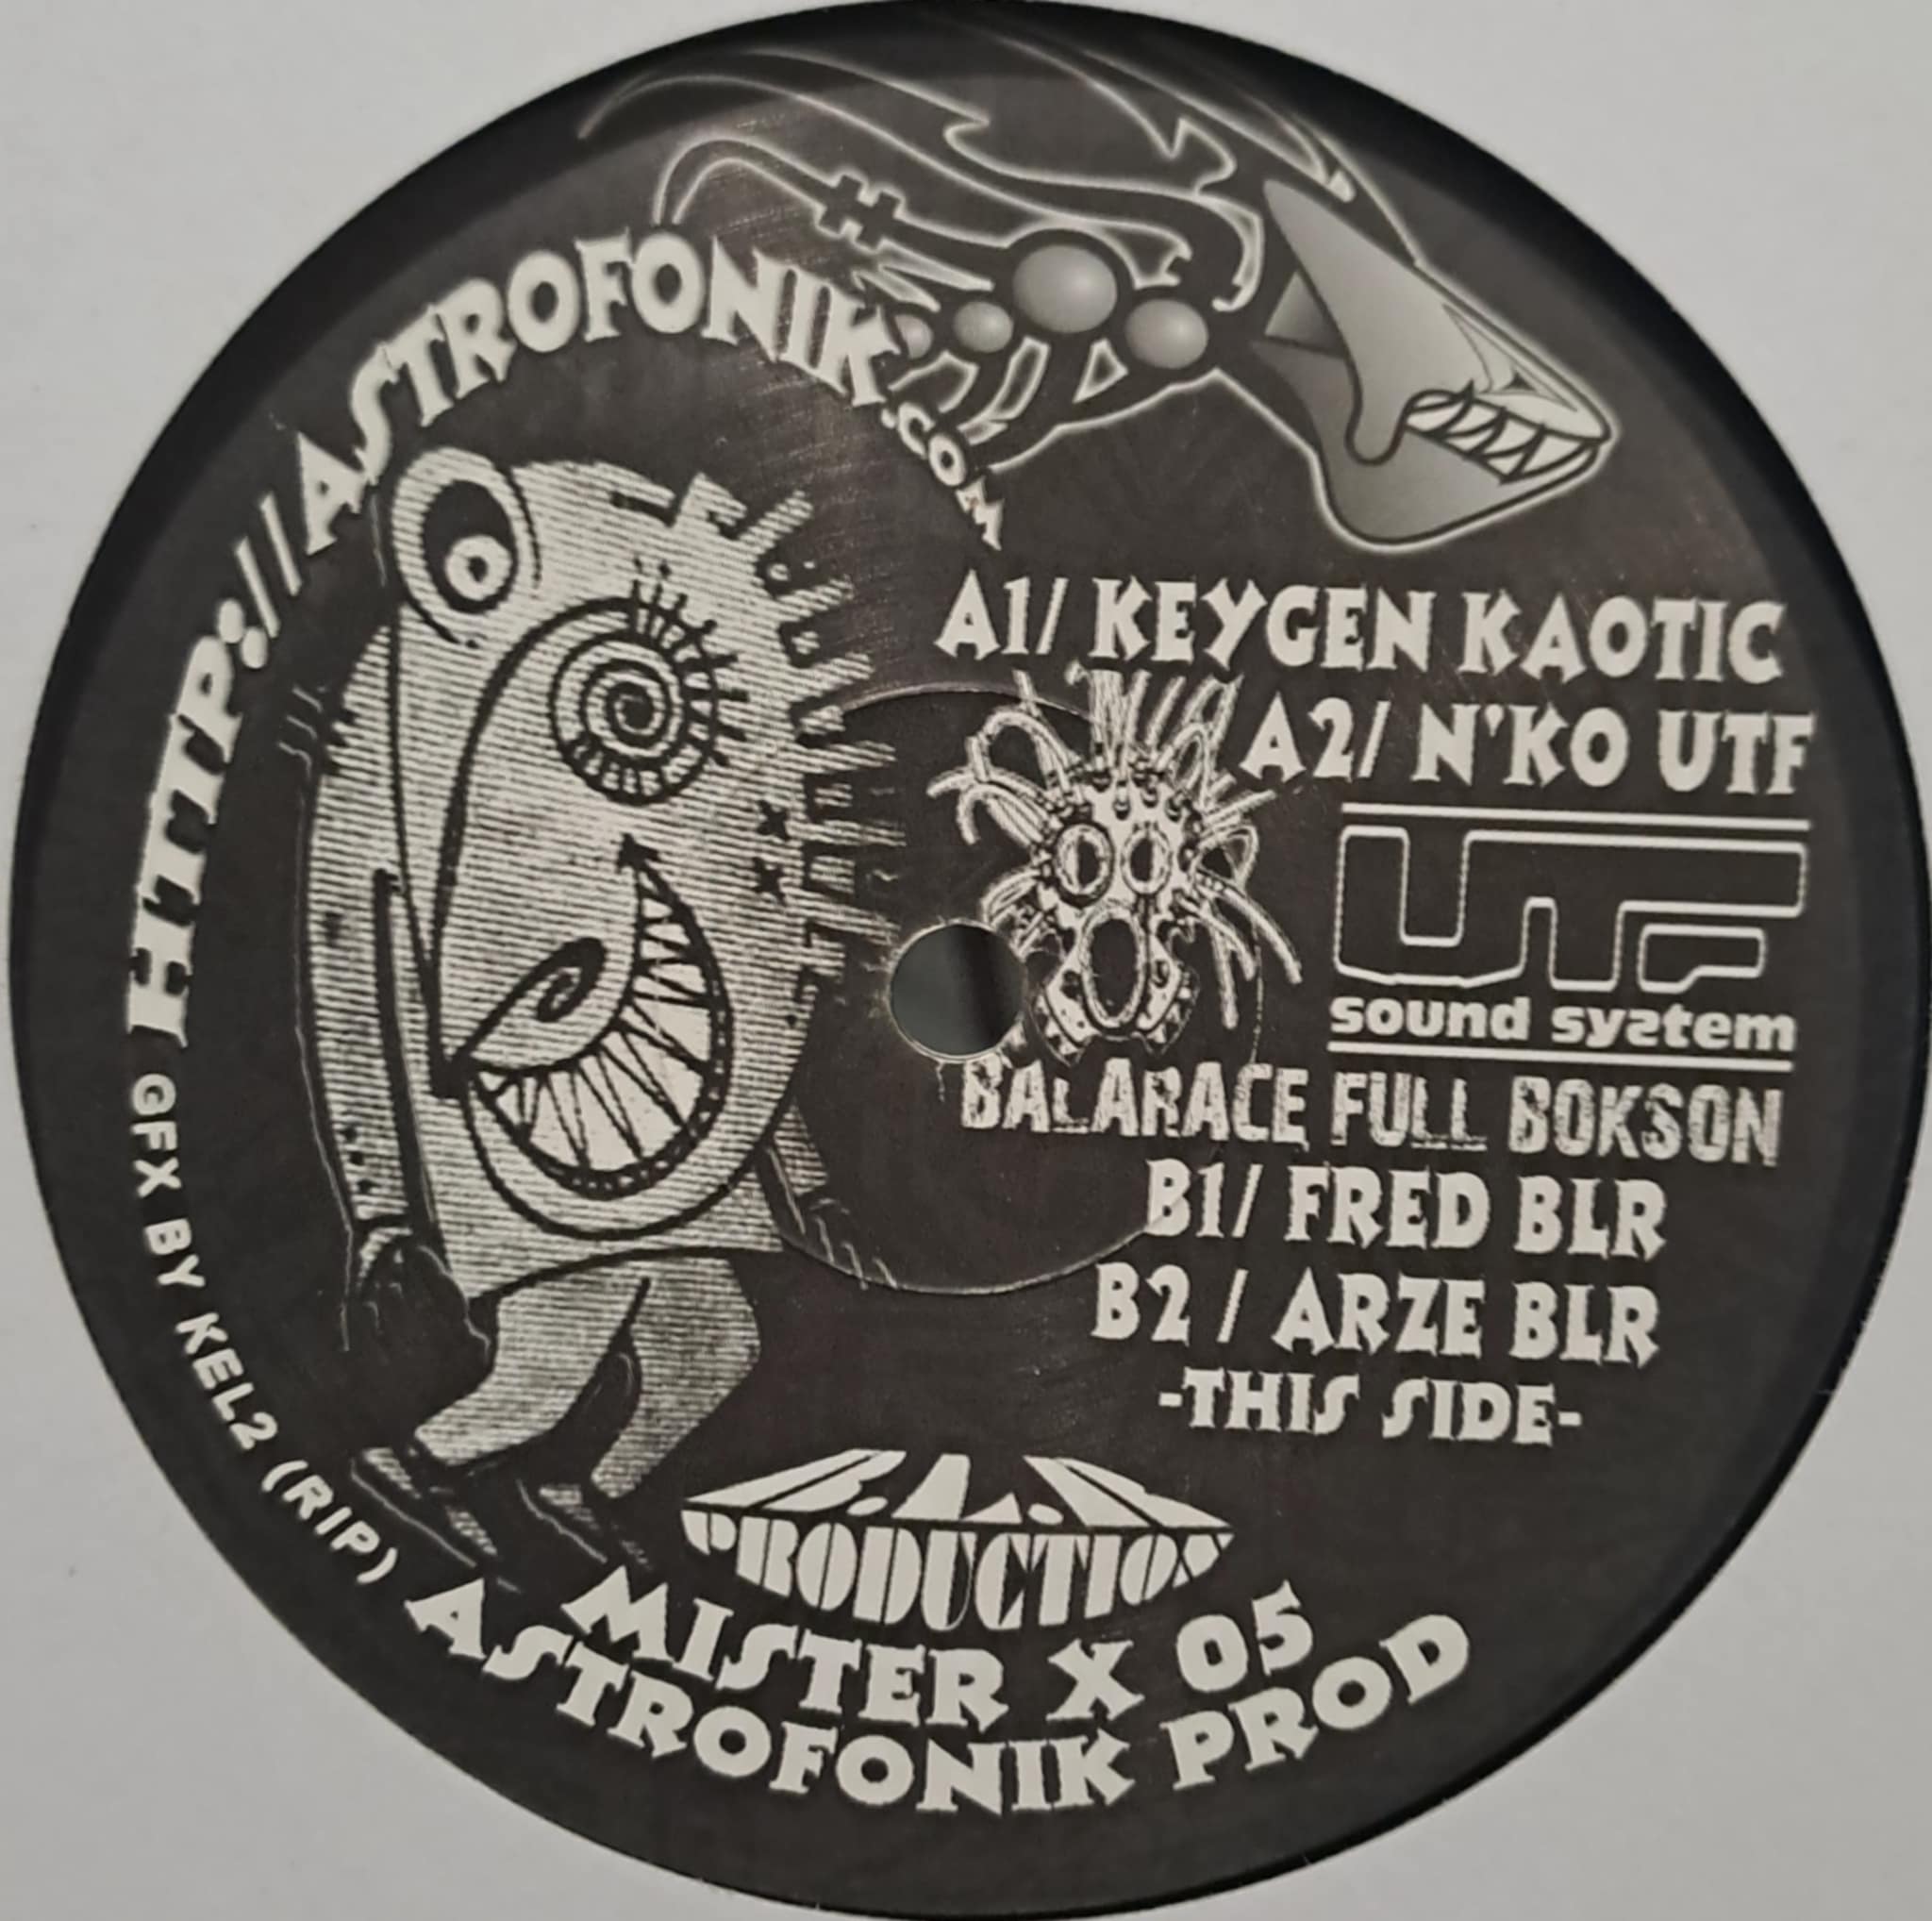 HTTP://ASTROFONIK.COM
A1/ KEYGEN KAOTIC
A2/ N'KO UTF
UTF
sound system
BALARACE FULL BOKSON
B1/ FRED BLR
B2 / ARZE BLR
-THIS SIDE-
GFX BY KEL2 (RIP)
B.L.R
PRODUCTION
MISTER X 05
ASTROFONIK PROD